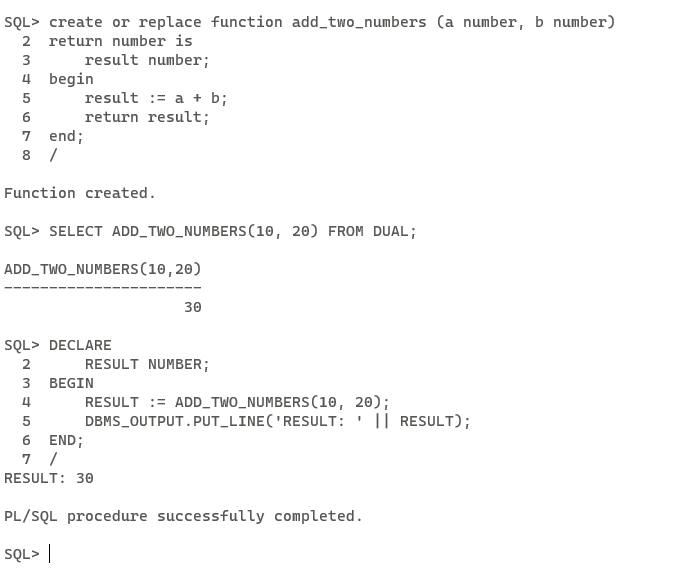 SQL> create or replace function add_two_numbers (a number, b number)
  2  return number is
  3      result number;
  4  begin
  5      result := a + b;
  6      return result;
  7  end;
  8  /
Function created.
SQL> SELECT ADD_TWO_NUMBERS(10, 20) FROM DUAL;
ADD_TWO_NUMBERS(10,20)
----------------------
                    30
SQL> DECLARE
  2      RESULT NUMBER;
  3  BEGIN
  4      RESULT := ADD_TWO_NUMBERS(10, 20);
  5      DBMS_OUTPUT.PUT_LINE('RESULT: ' || RESULT);
  6  END;
  7  /
RESULT: 30
PL/SQL procedure successfully completed.
SQL>